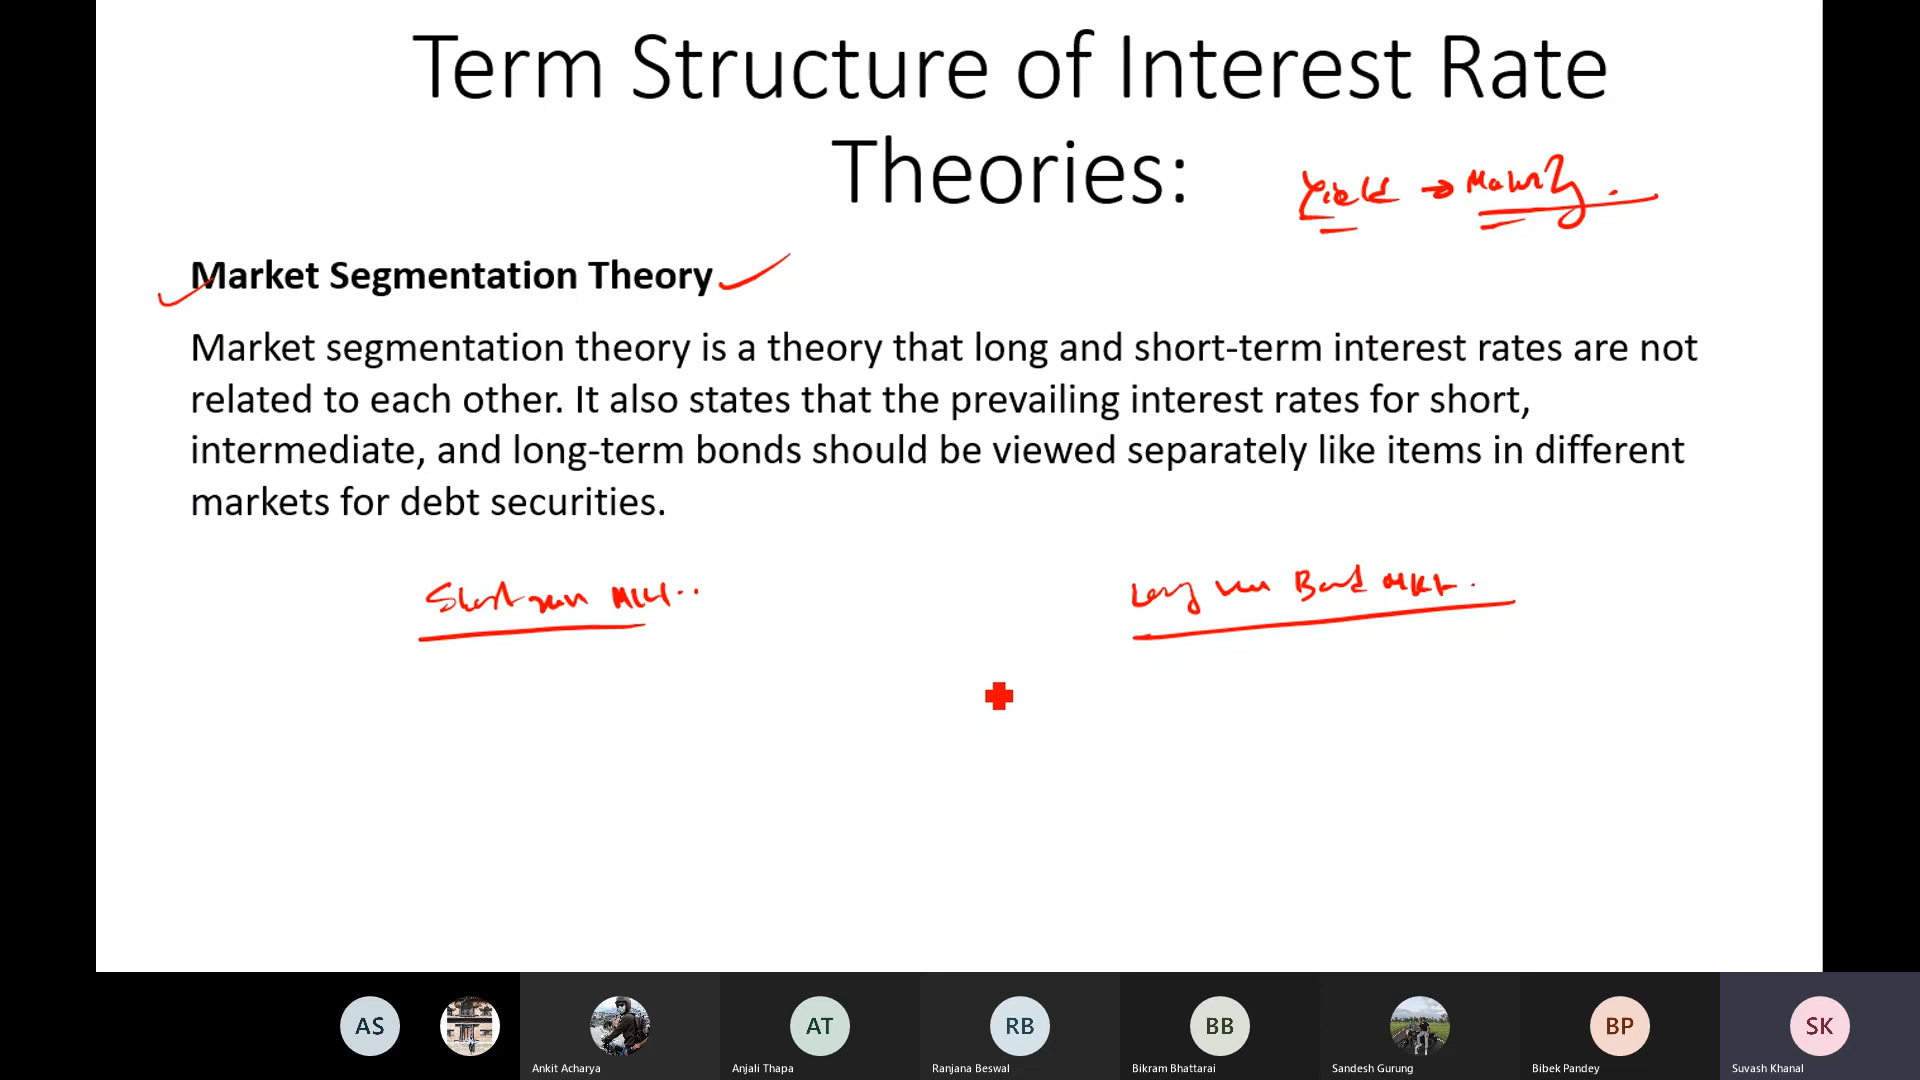 Term Structure of Interest Rate
Theories:
Yield → Maturity.
Market Segmentation Theory
Market segmentation theory is a theory that long and short-term interest rates are not
related to each other. It also states that the prevailing interest rates for short,
intermediate, and long-term bonds should be viewed separately like items in different
markets for debt securities.
Short run
Long run Bond Mkt.
AS
AT
RB
BB
BP
SK
Ankit Acharya
Anjali Thapa
Ranjana Beswal
Bikram Bhattarai
Sandesh Gurung
Bibek Pandey
Suvash Khanal